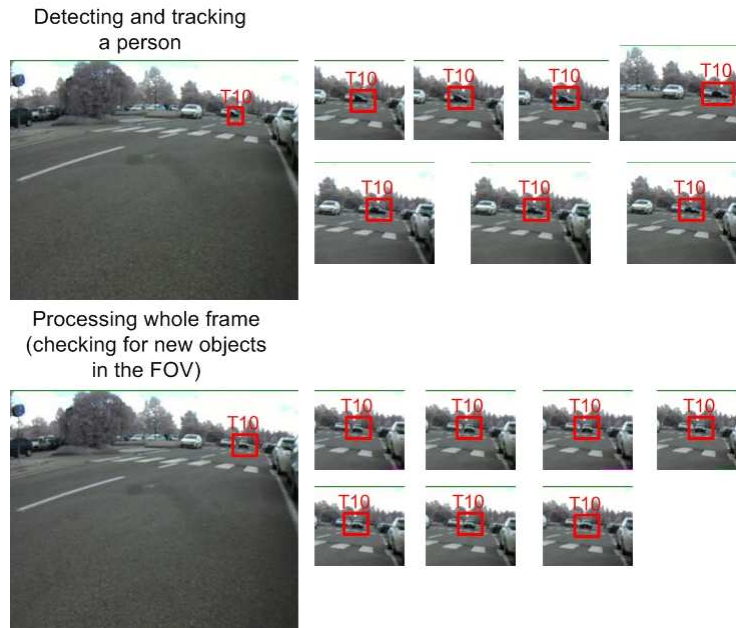 Detecting and tracking
a person
T10
T10
T10
T10
T10
T10
T10
T10
Processing whole frame
(checking for new objects
in the FOV)
T10
T10
T10
T10
T10
T10
T10
T10